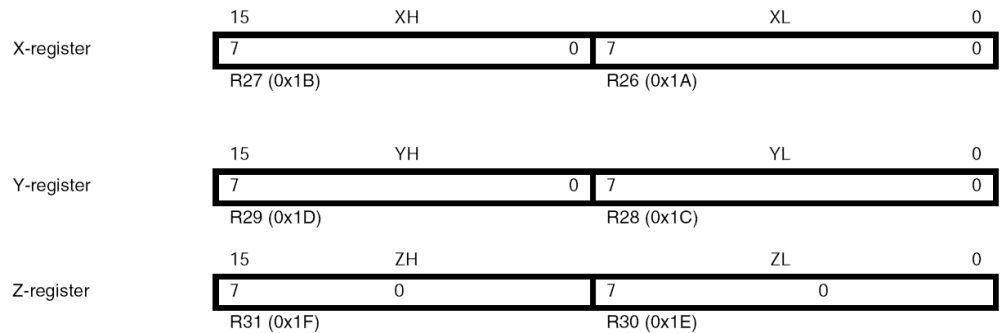 15 XH XL 0
X-register 7 0 7 0
R27 (0x1B) R26 (0x1A)
15 YH YL 0
Y-register 7 0 7 0
R29 (0x1D) R28 (0x1C)
15 ZH ZL 0
Z-register 7 0 7 0
R31 (0x1F) R30 (0x1E)